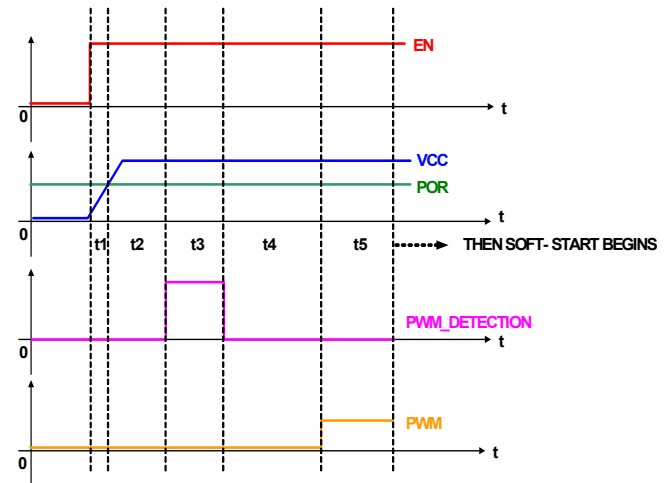 EN
t
0
VCC
POR
t
0
t1 t2 t3 t4 t5 THEN SOFT- START BEGINS
PWM_DETECTION
t
0
PWM
t
0